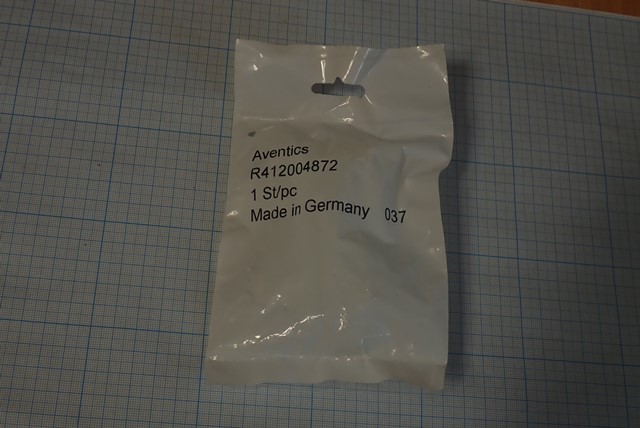 Aventics
R412004872
1 St/pc
Made in Germany 037